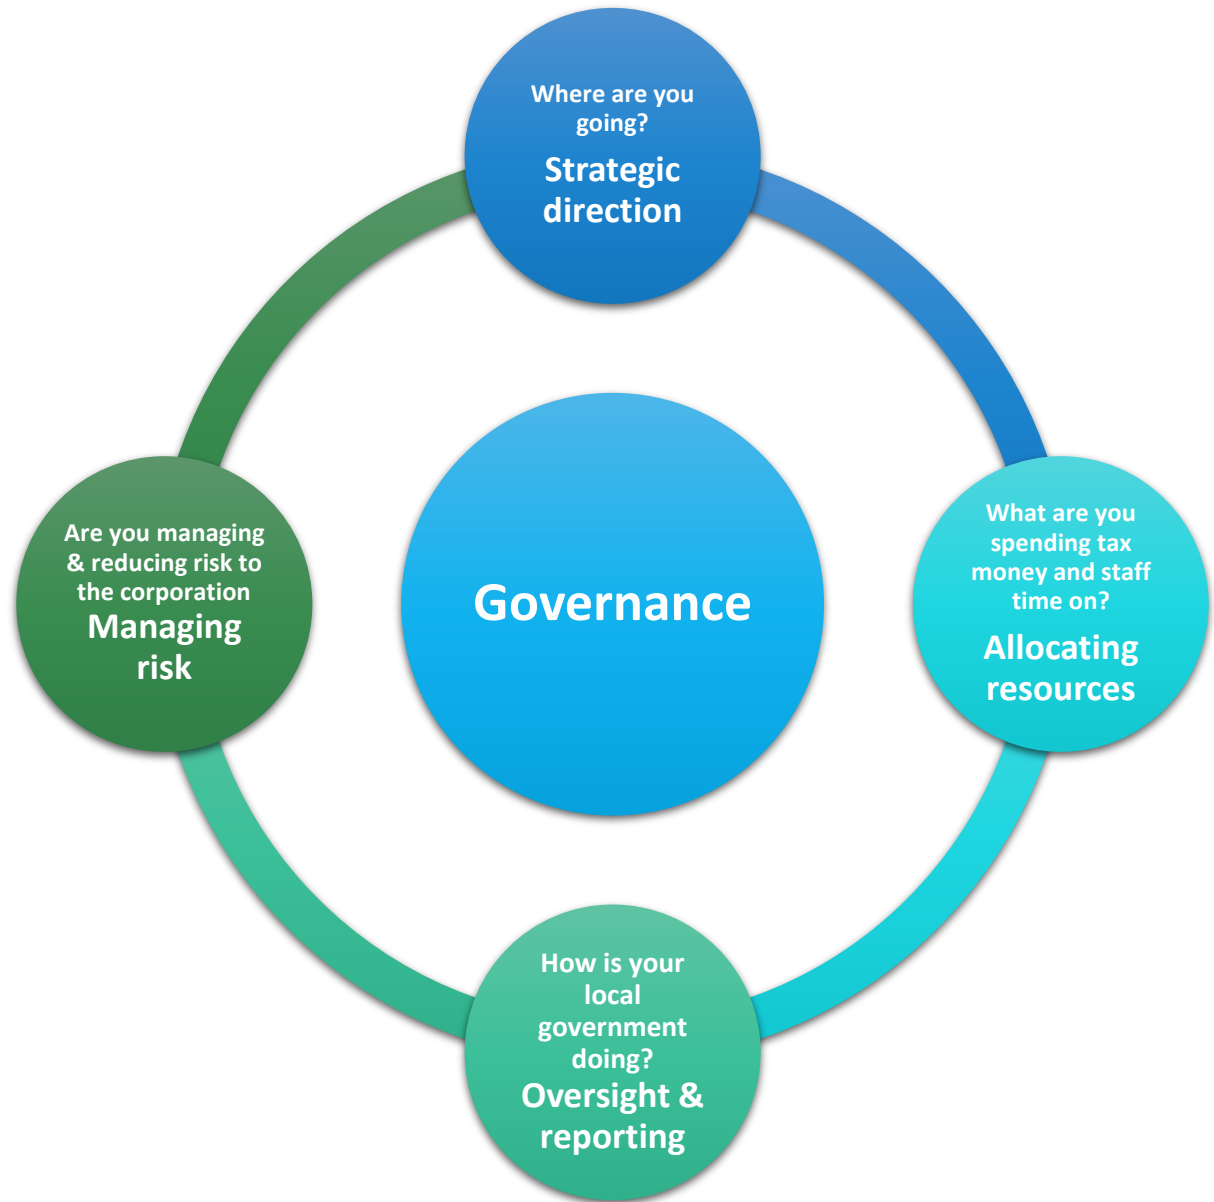 Where are you
going?
Strategic
direction
What are you
spending tax
money and staff
time on?
Allocating
resources
How is your
local
government
doing?
Oversight &
reporting
Are you managing
& reducing risk to
the corporation
Managing
risk
Governance